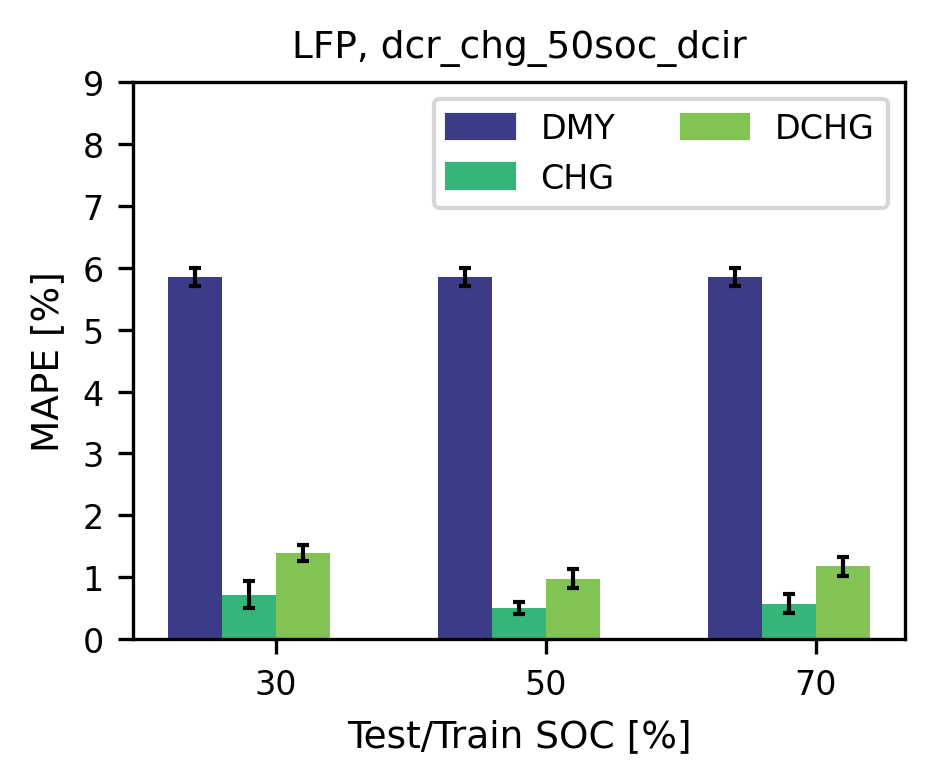 LFP, dcr_chg_50soc_dcir
DMY
CHG
DCHG
9
8
7
6
5
4
3
2
1
0
MAPE [%]
30
50
70
Test/Train SOC [%]